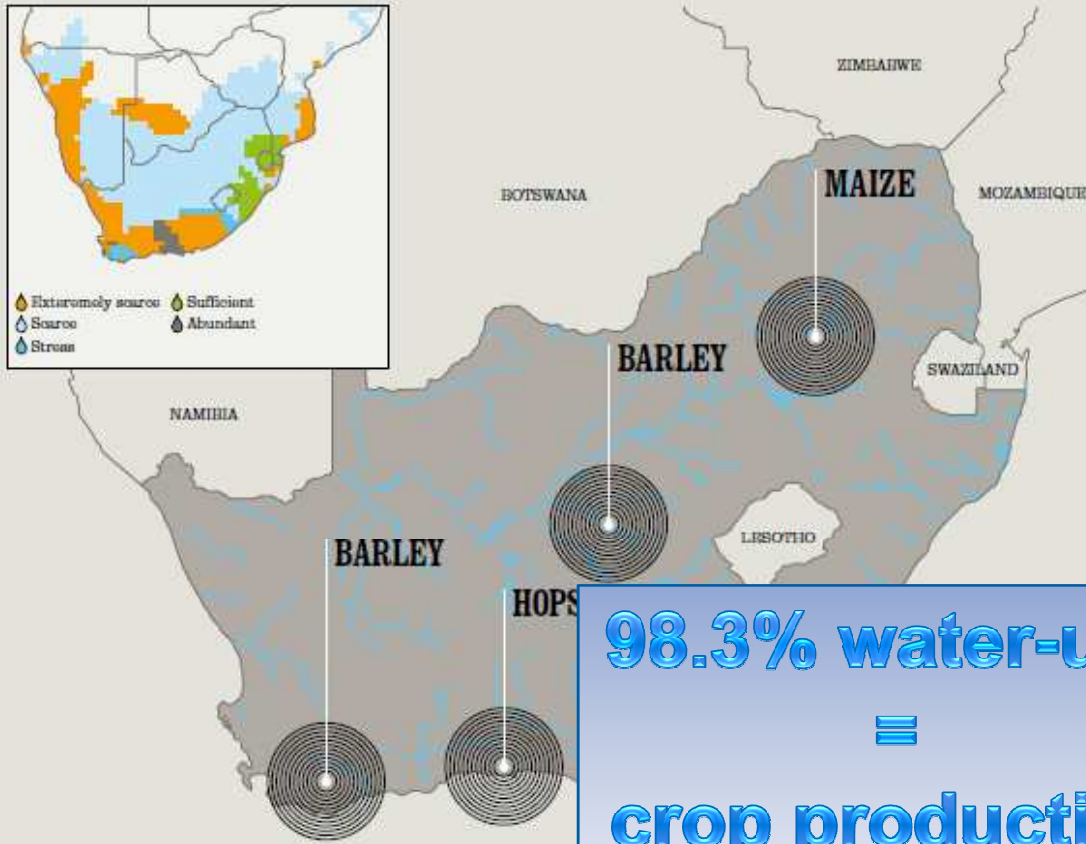 ZIMBABWE
BOTSWANA
MAIZE
MOZAMBIQUE
Exteremely scarce
Sufficient
Scarce
Abundant
Stress
BARLEY
SWAZILAND
NAMIBIA
LESOTHO
BARLEY
HOPS
98.3% water-u
=
crop producti